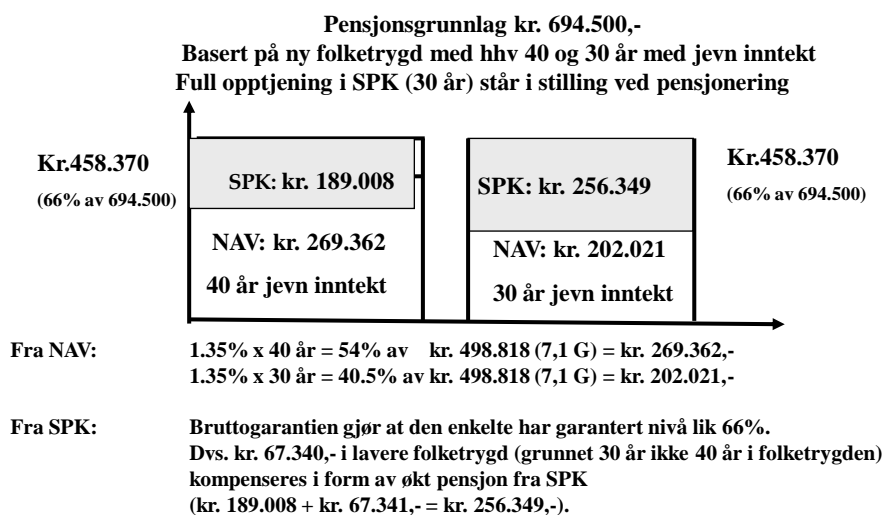 Pensjonsgrunnlag kr. 694.500,-
Basert på ny folketrygd med hhv 40 og 30 år med jevn inntekt
Full opptjening i SPK (30 år) står i stilling ved pensjonering
Kr.458.370
(66% av 694.500)
SPK: kr. 189.008
NAV: kr. 269.362
40 år jevn inntekt
SPK: kr. 256.349
NAV: kr. 202.021
30 år jevn inntekt
Kr.458.370
(66% av 694.500)
Fra NAV: 1.35% x 40 år = 54% av kr. 498.818 (7,1 G) = kr. 269.362,-
1.35% x 30 år = 40.5% av kr. 498.818 (7,1 G) = kr. 202.021,-
Fra SPK: Bruttogarantien gjør at den enkelte har garantert nivå lik 66%.
Dvs. kr. 67.340,- i lavere folketrygd (grunnet 30 år ikke 40 år i folketrygden)
kompenseres i form av økt pensjon fra SPK
(kr. 189.008 + kr. 67.341,- = kr. 256.349,-).